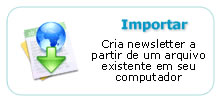 Importar
Cria newsletter a
partir de um arquivo
existente em seu
computador